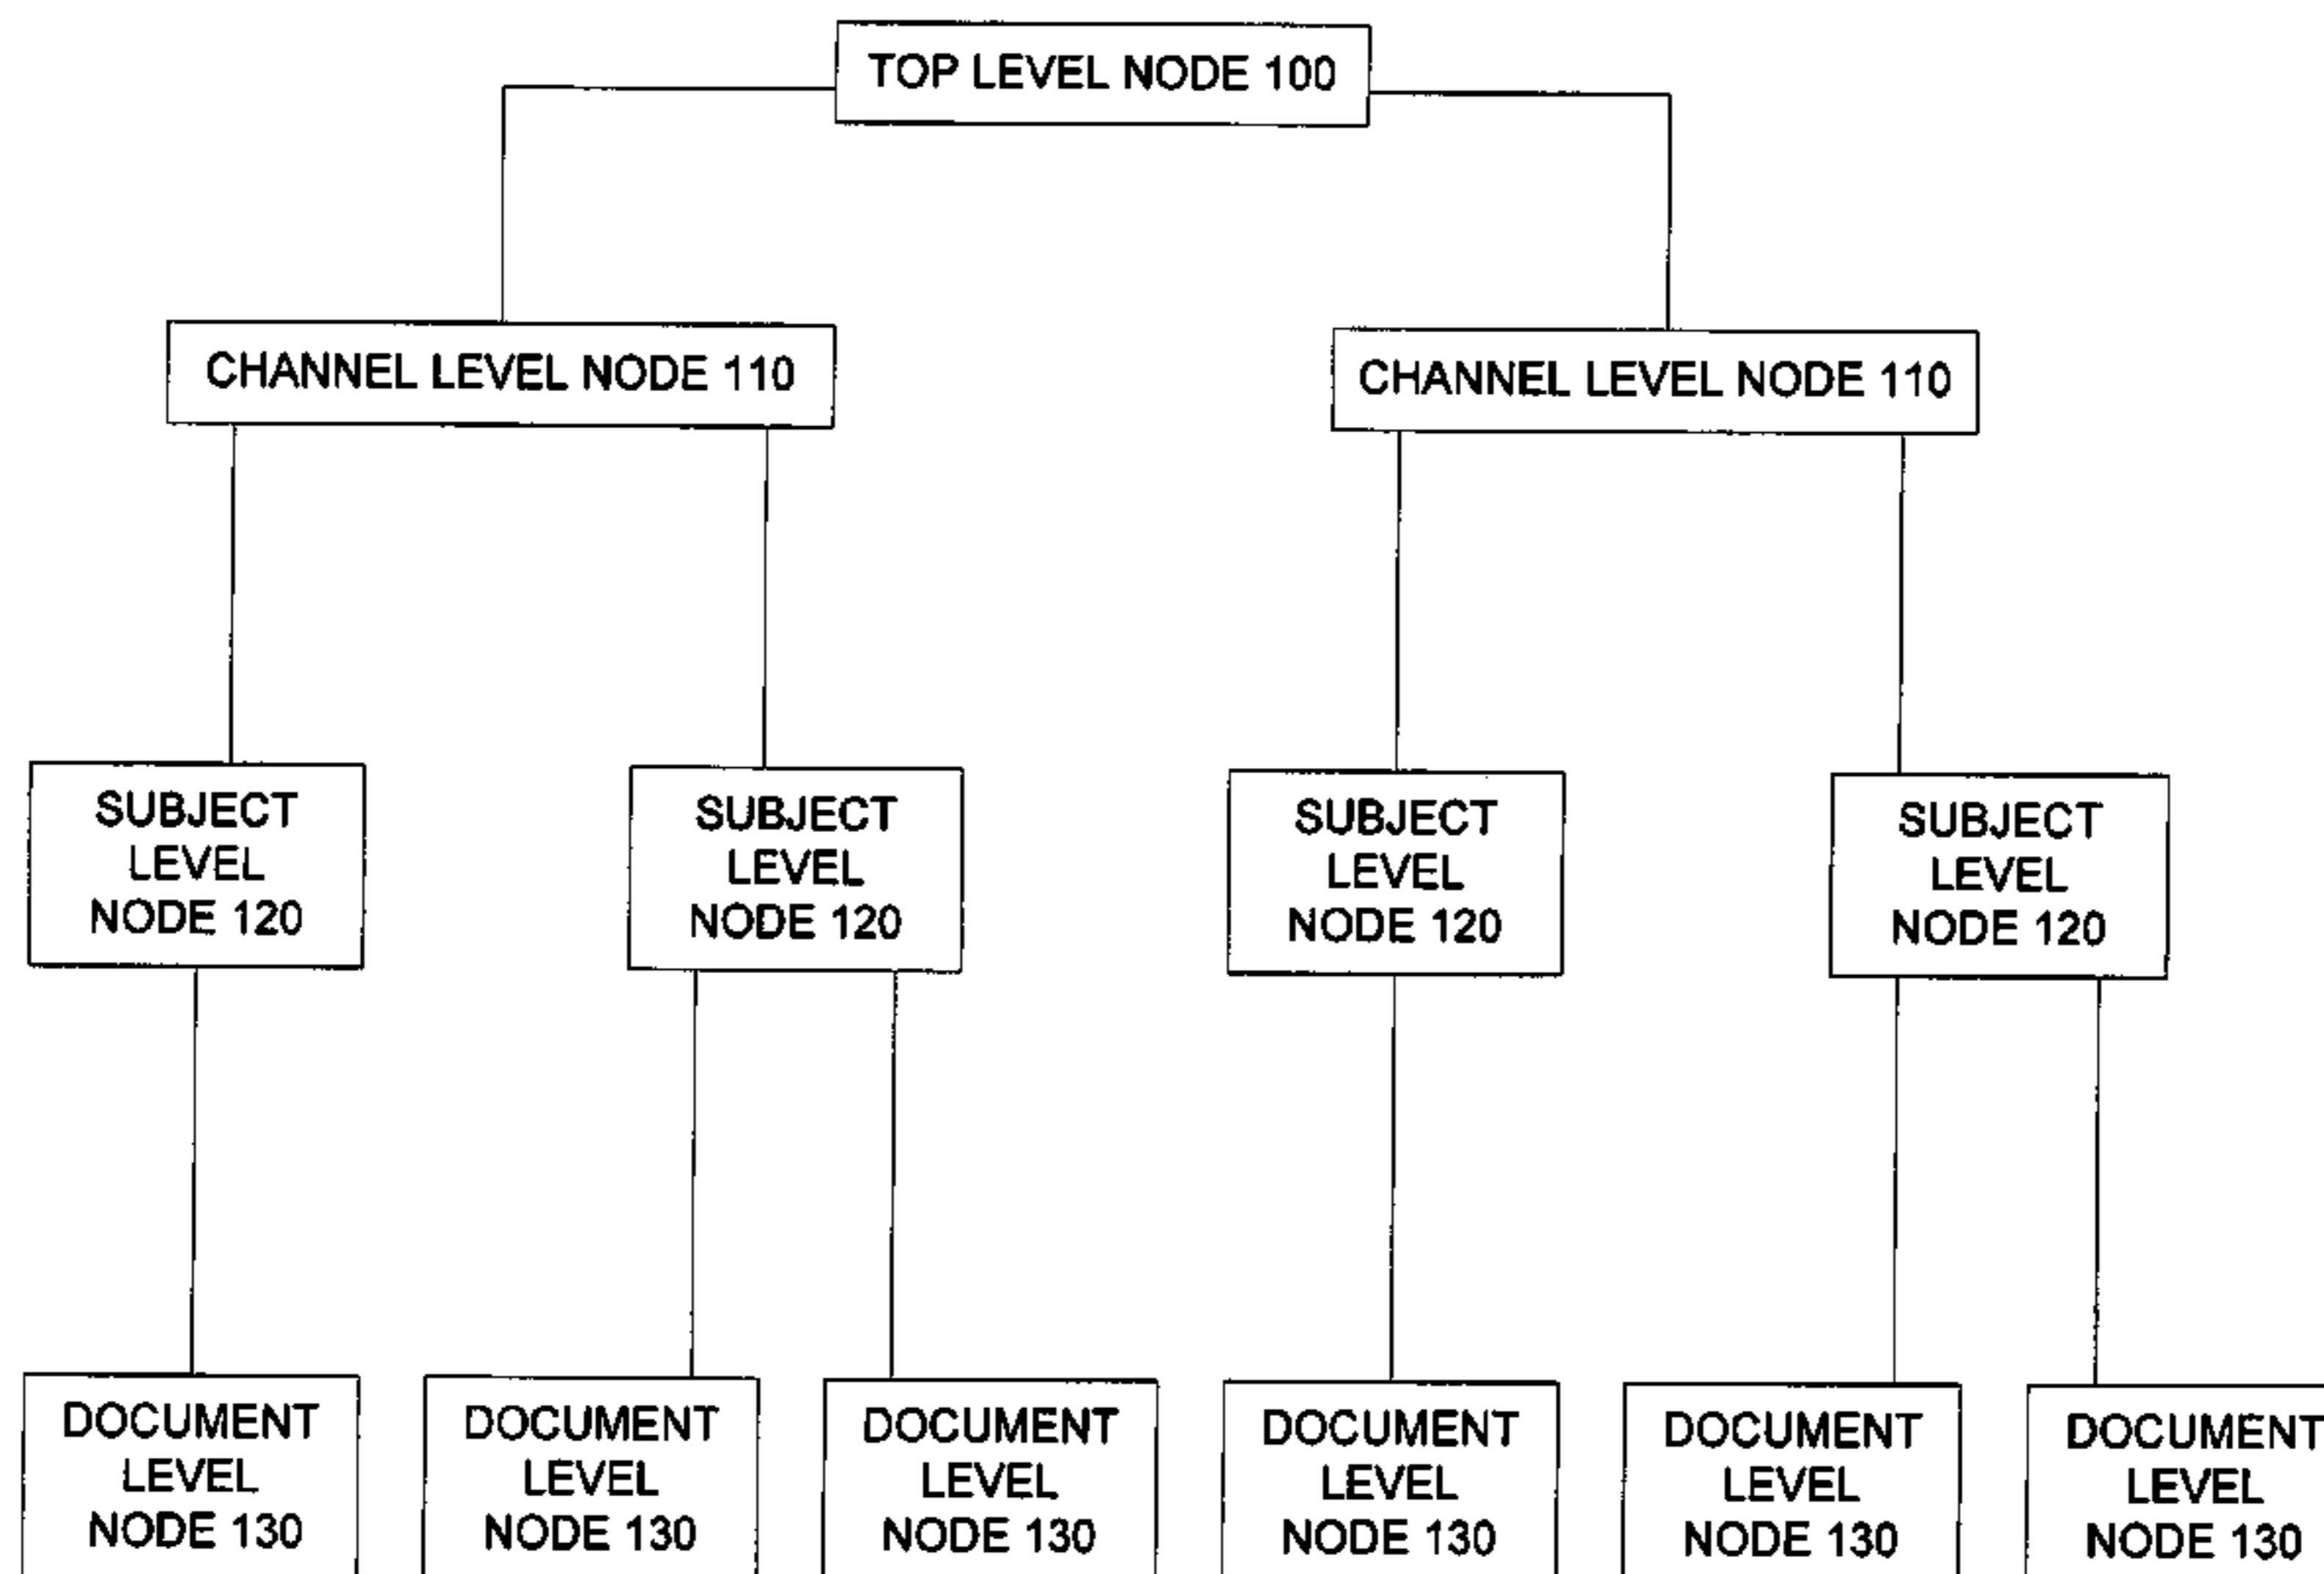 TOP LEVEL NODE 100
CHANNEL LEVEL NODE 110
CHANNEL LEVEL NODE 110
SUBJECT
LEVEL
NODE 120
SUBJECT
LEVEL
NODE 120
SUBJECT
LEVEL
NODE 120
SUBJECT
LEVEL
NODE 120
DOCUMENT
LEVEL
NODE 130
DOCUMENT
LEVEL
NODE 130
DOCUMENT
LEVEL
NODE 130
DOCUMENT
LEVEL
NODE 130
DOCUMENT
LEVEL
NODE 130
DOCUMENT
LEVEL
NODE 130